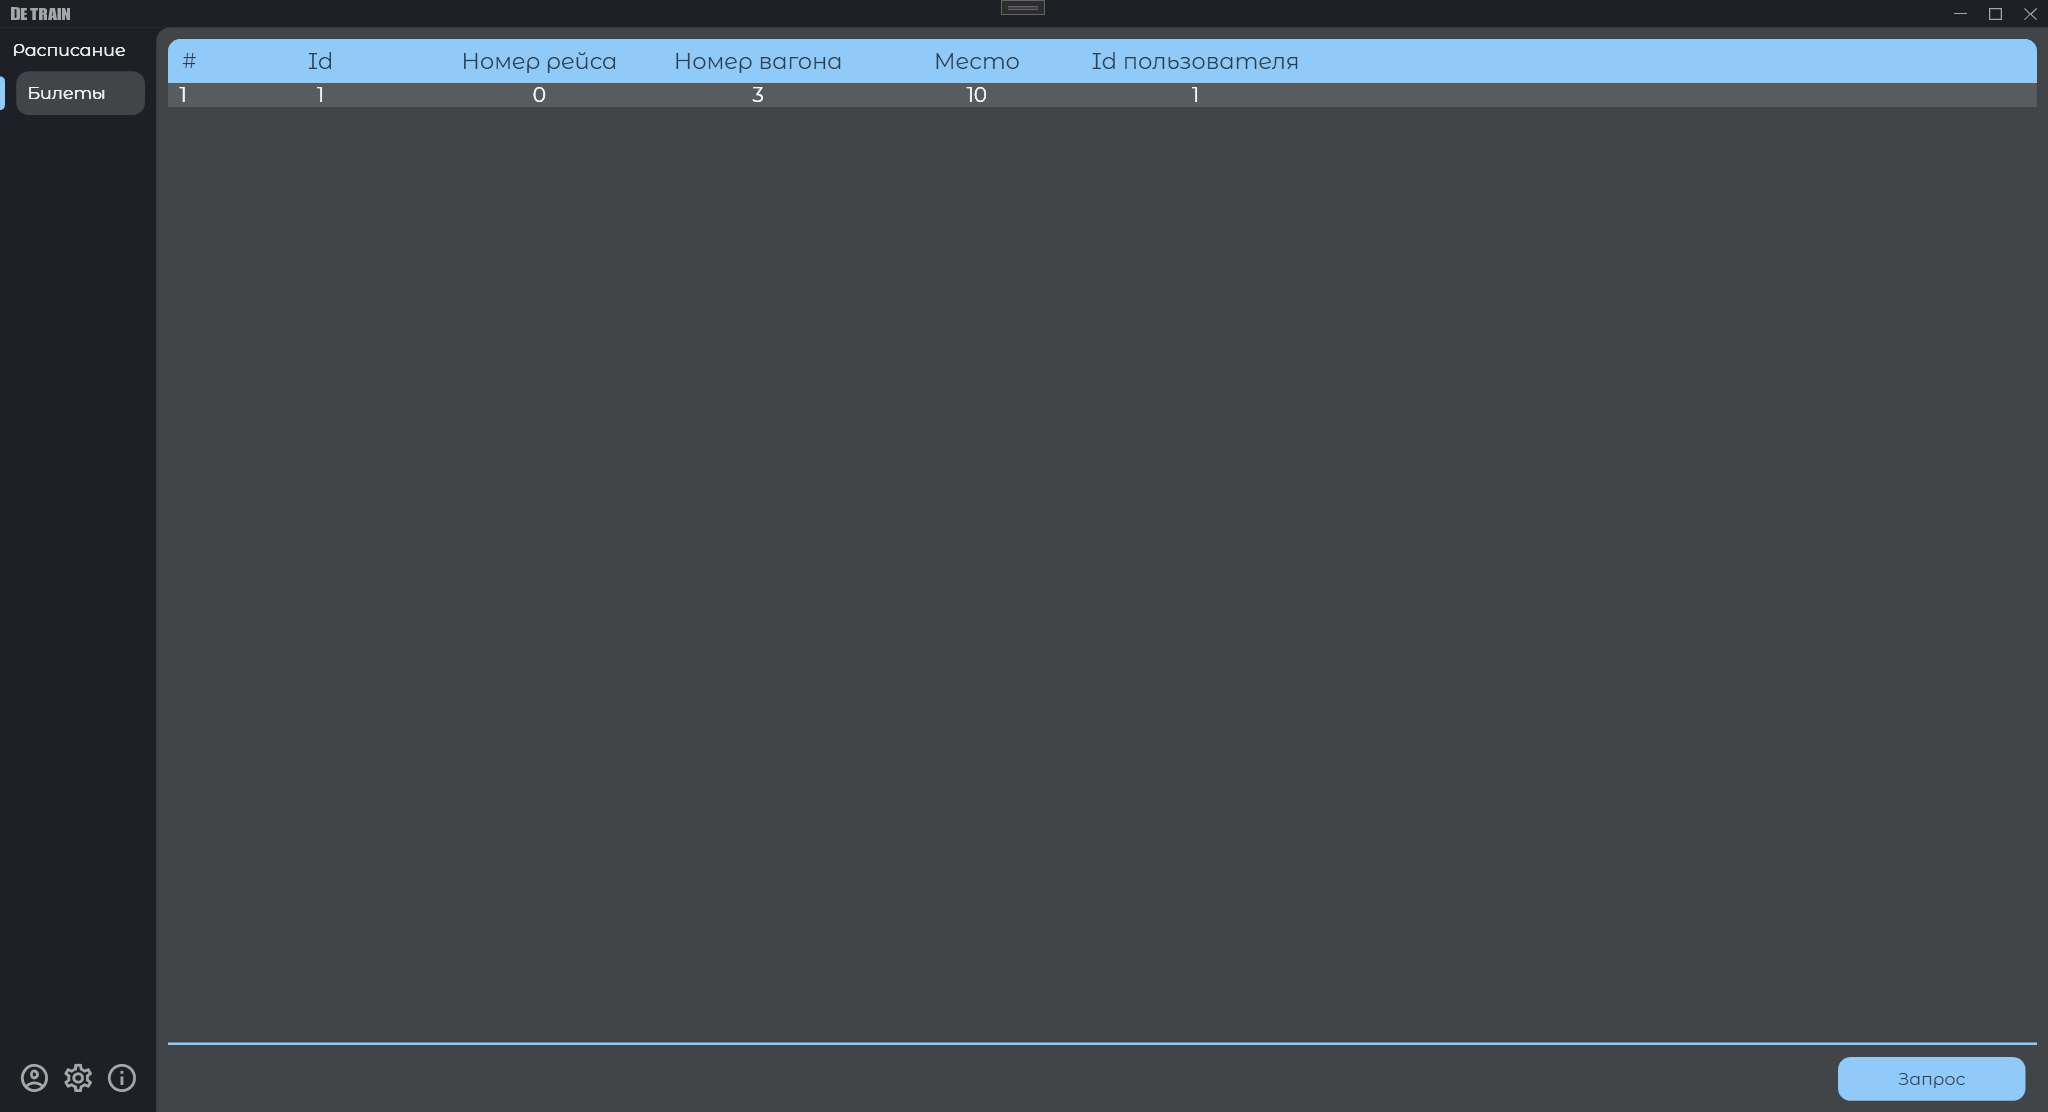 DE TRAIN
Расписание
Билеты
# Id Номер рейса Номер вагона Место Id пользователя
1 1 0 3 10 1
Запрос